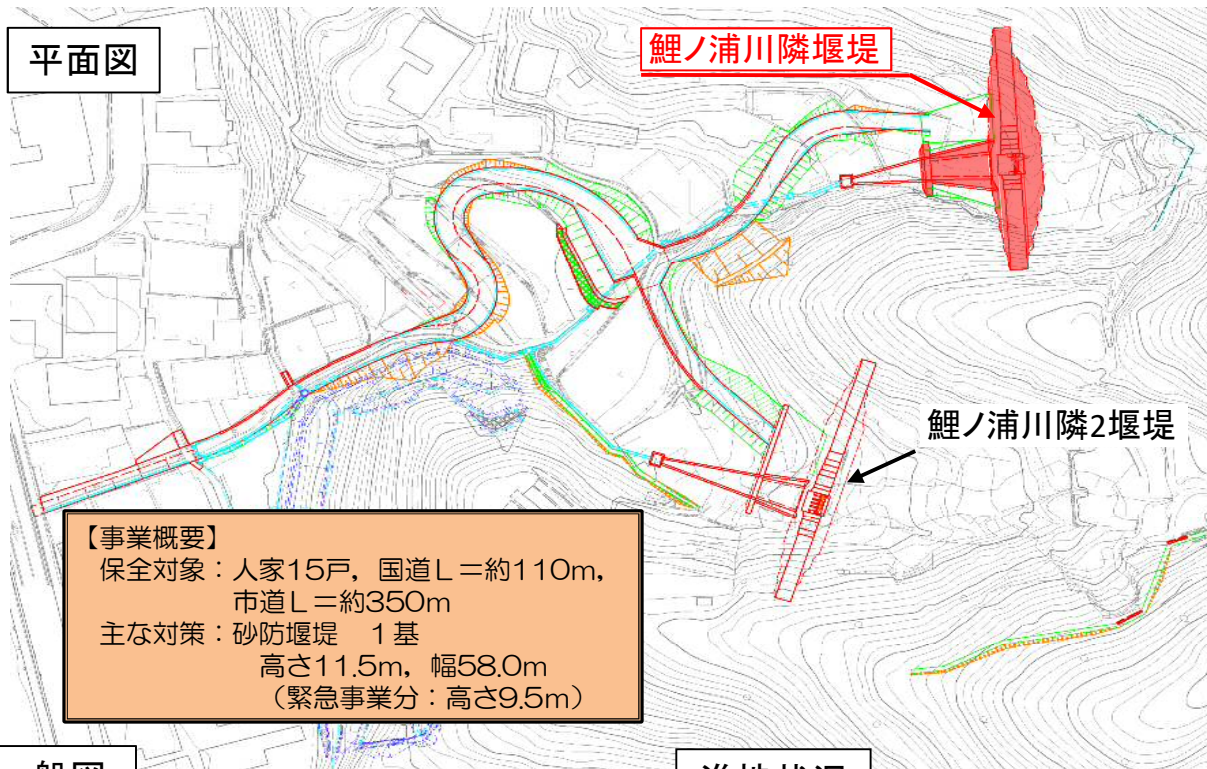 平面図
鯉ノ浦川隣堰堤
鯉ノ浦川隣2堰堤
【事業概要】
保全対象：人家15戸，国道Ｌ＝約110m，
市道Ｌ＝約350m
主な対策：砂防堰堤　１基
高さ11.5m，幅58.0m
（緊急事業分：高さ9.5m）